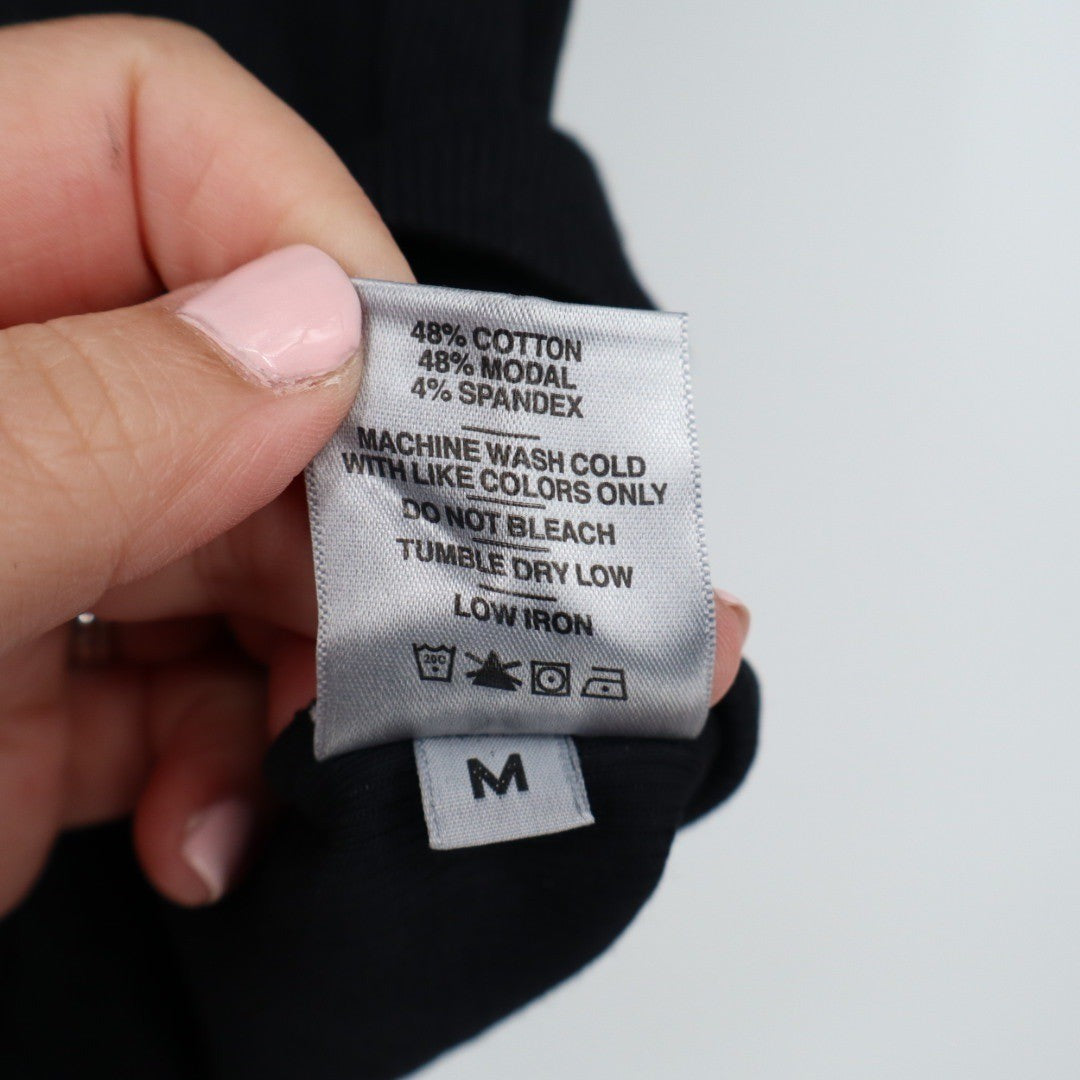 48% COTTON
48% MODAL
4% SPANDEX
MACHINE WASH COLD
WITH LIKE COLORS ONLY
DO NOT BLEACH
TUMBLE DRY LOW
LOW IRON
M